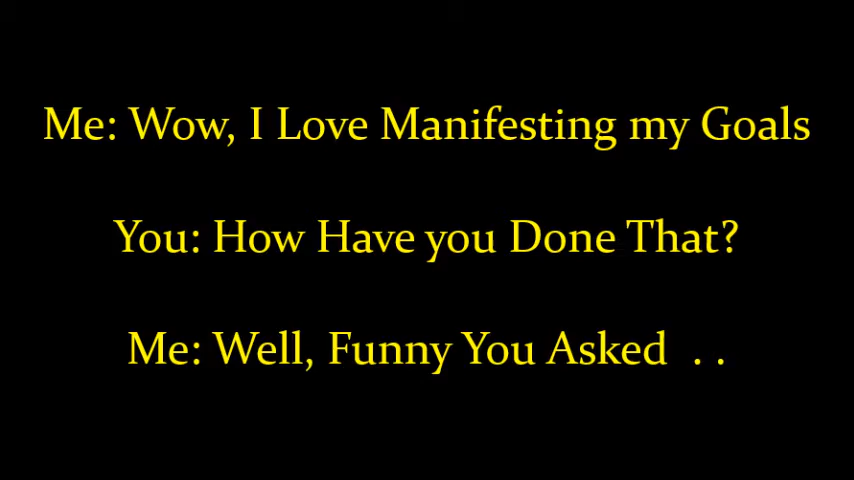 Me: Wow, I Love Manifesting my Goals
You: How Have you Done That?
Me: Well, Funny You Asked  . .